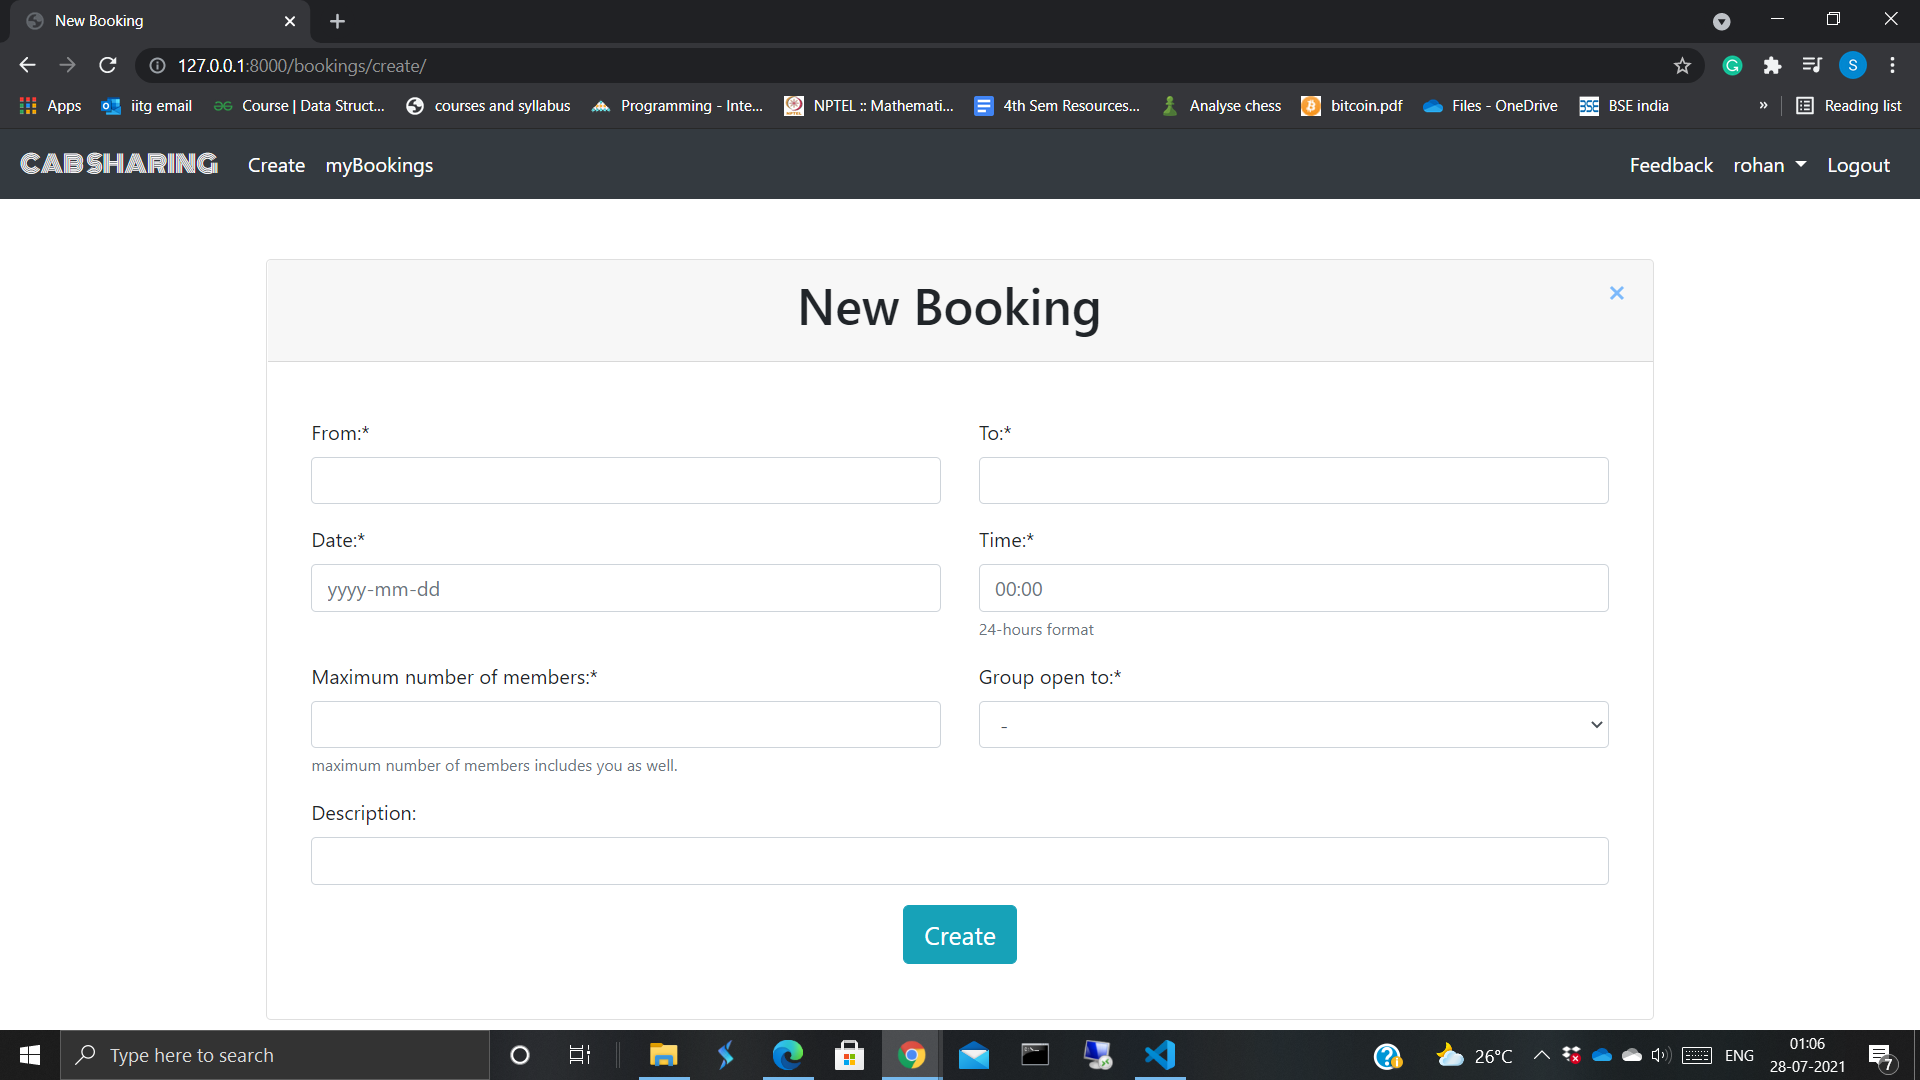 New Booking
127.0.0.1:8000/bookings/create/
S
Apps
iitg email
Course | Data Struct...
courses and syllabus
Programming - Inte...
NPTEL :: Mathemati...
4th Sem Resources...
Analyse chess
bitcoin.pdf
Files - OneDrive
BSE india
»
Reading list
CABSHARING
Create
myBookings
Feedback
rohan
Logout
New Booking
×
From:*
To:*
Date:*
Time:*
yyyy-mm-dd
00:00
24-hours format
Maximum number of members:*
Group open to:*
-
maximum number of members includes you as well.
Description:
Create
Type here to search
26°C
ENG
01:06
28-07-2021
7